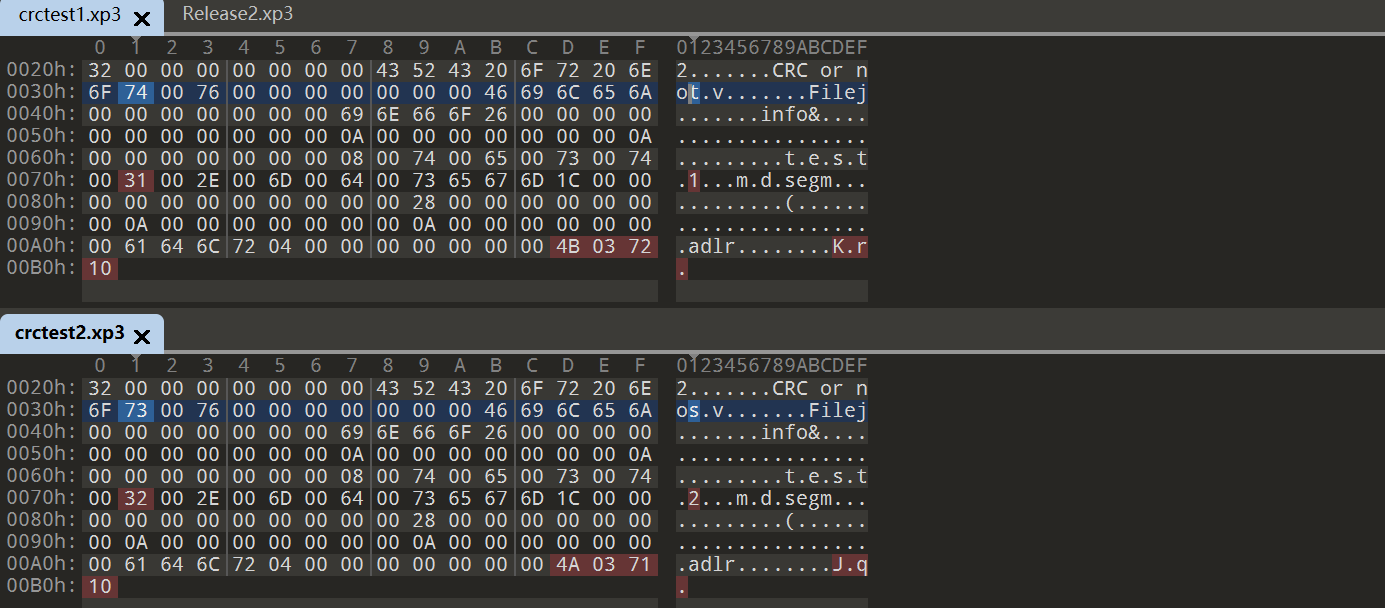 crctest1.xp3 Release2.xp3
0 1 2 3 4 5 6 7 8 9 A B C D E F 0123456789ABCDEF
0020h: 32 00 00 00 00 00 00 00 43 52 43 20 6F 72 20 6E 2.......CRC or n
0030h: 6F 74 00 76 00 00 00 00 00 00 00 46 69 6C 65 6A ot.v.......Filej
0040h: 00 00 00 00 00 00 00 69 6E 66 6F 26 00 00 00 00 .......info&....
0050h: 00 00 00 00 00 00 00 0A 00 00 00 00 00 00 00 0A ................
0060h: 00 00 00 00 00 00 00 08 00 74 00 65 00 73 00 74 .........t.e.s.t
0070h: 00 31 00 2E 00 6D 00 64 00 73 65 67 6D 1C 00 00 .1...m.d.segm...
0080h: 00 00 00 00 00 00 00 00 00 28 00 00 00 00 00 00 .........(......
0090h: 00 0A 00 00 00 00 00 00 00 0A 00 00 00 00 00 00 ................
00A0h: 00 61 64 6C 72 04 00 00 00 00 00 00 00 4B 03 72 .adlr........K.r
00B0h: 10 .
crctest2.xp3
0 1 2 3 4 5 6 7 8 9 A B C D E F 0123456789ABCDEF
0020h: 32 00 00 00 00 00 00 00 43 52 43 20 6F 72 20 6E 2.......CRC or n
0030h: 6F 73 00 76 00 00 00 00 00 00 00 46 69 6C 65 6A os.v.......Filej
0040h: 00 00 00 00 00 00 00 69 6E 66 6F 26 00 00 00 00 .......info&....
0050h: 00 00 00 00 00 00 00 0A 00 00 00 00 00 00 00 0A ................
0060h: 00 00 00 00 00 00 00 08 00 74 00 65 00 73 00 74 .........t.e.s.t
0070h: 00 32 00 2E 00 6D 00 64 00 73 65 67 6D 1C 00 00 .2...m.d.segm...
0080h: 00 00 00 00 00 00 00 00 00 28 00 00 00 00 00 00 .........(......
0090h: 00 0A 00 00 00 00 00 00 00 0A 00 00 00 00 00 00 ................
00A0h: 00 61 64 6C 72 04 00 00 00 00 00 00 00 4A 03 71 .adlr........J.q
00B0h: 10 .